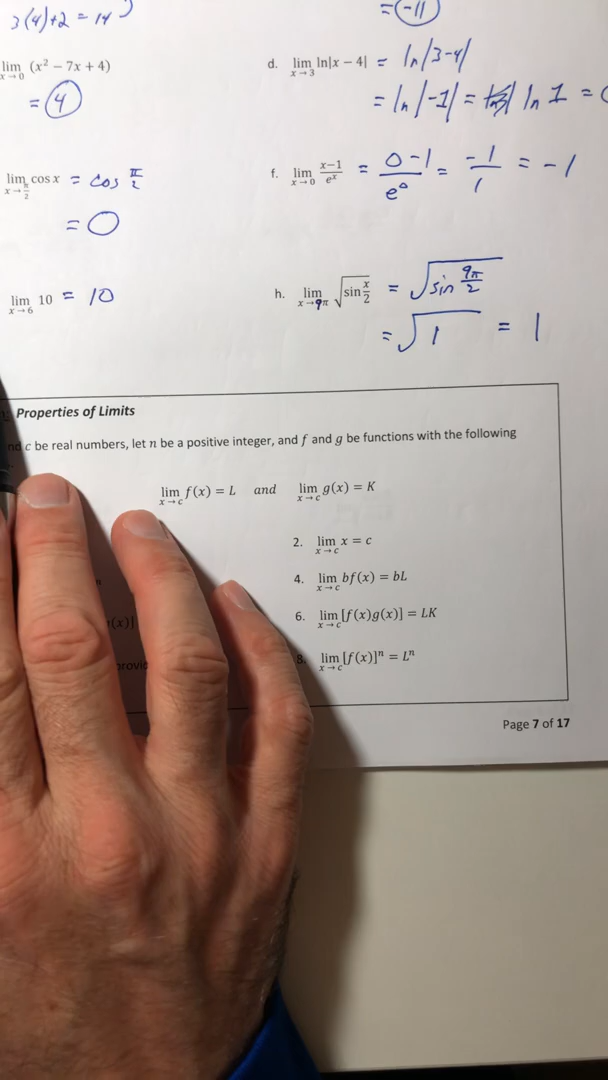 3(4)+2 = 14
= -11
lim x→0 (x² − 7x + 4)
= 4
d. lim x→3 ln|x − 4| = ln|3-4|
= ln|-1| = ln 1 =
lim x→π/2 cos x = cos π/2
= 0
f. lim x→0 x−1/eˣ = 0-1/e⁰ = -1/1 = -1
lim x→6 10 = 10
h. lim x→9π √sin x/2 = √sin 9π/2
= √1 = 1
Properties of Limits
c be real numbers, let n be a positive integer, and f and g be functions with the following
lim x→c f(x) = L and lim x→c g(x) = K
2. lim x→c x = c
4. lim x→c bf(x) = bL
(x)]
6. lim x→c [f(x)g(x)] = LK
8. lim x→c [f(x)]ⁿ = Lⁿ
Page 7 of 17